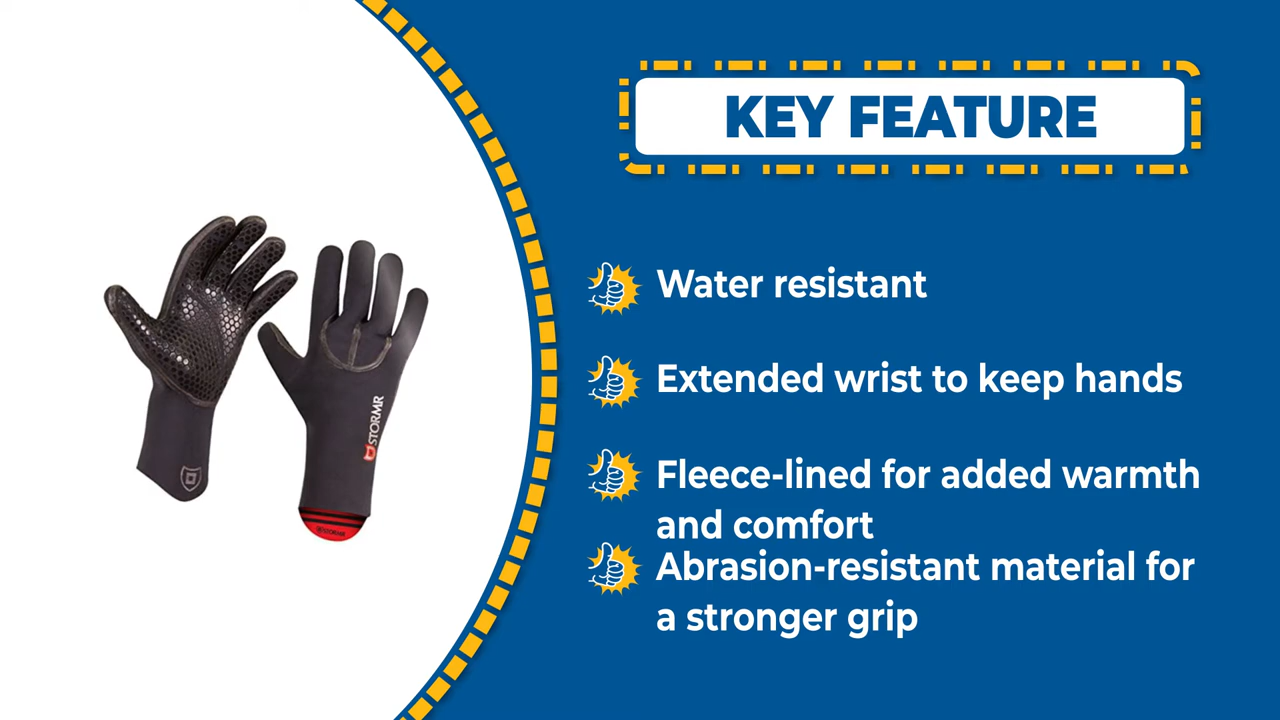 KEY FEATURE
Water resistant
Extended wrist to keep hands
Fleece-lined for added warmth
and comfort
Abrasion-resistant material for
a stronger grip
STORMR